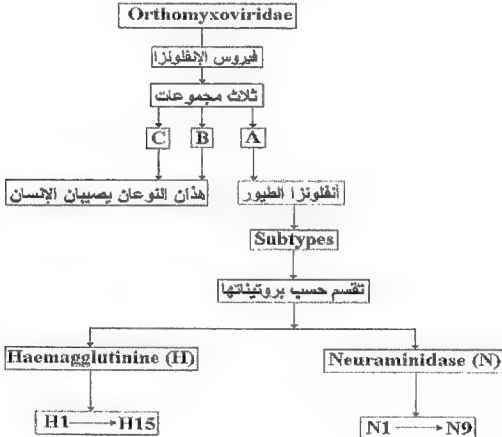 Orthomyxoviridae
فيروس الإنفلونزا
ثلاث مجموعات
C B A
هذان النوعان يصيبان الإنسان
أنفلونزا الطيور
Subtypes
تقسم حسب بروتيناتها
Haemagglutinine (H)
Neuraminidase (N)
H1 → H15
N1 → N9